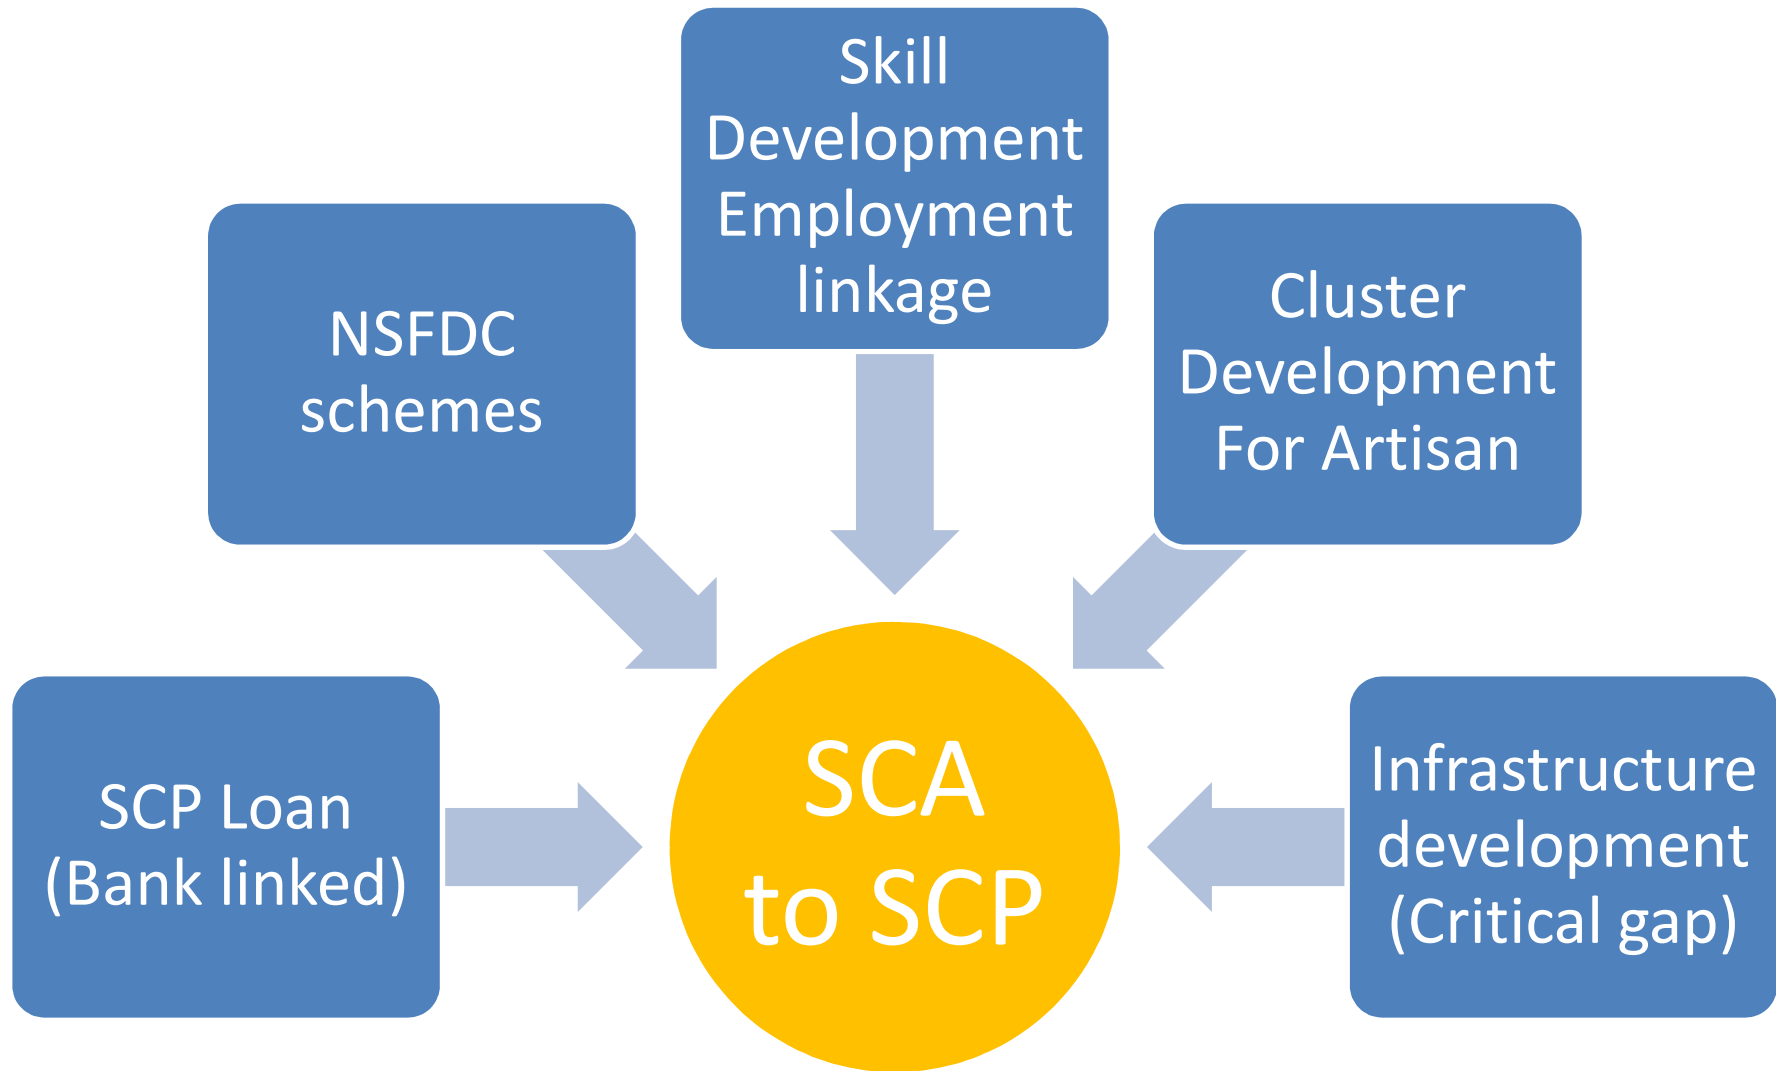 Skill
Development
Employment
linkage
NSFDC
schemes
Cluster
Development
For Artisan
SCP Loan
(Bank linked)
SCA
to SCP
Infrastructure
development
(Critical gap)